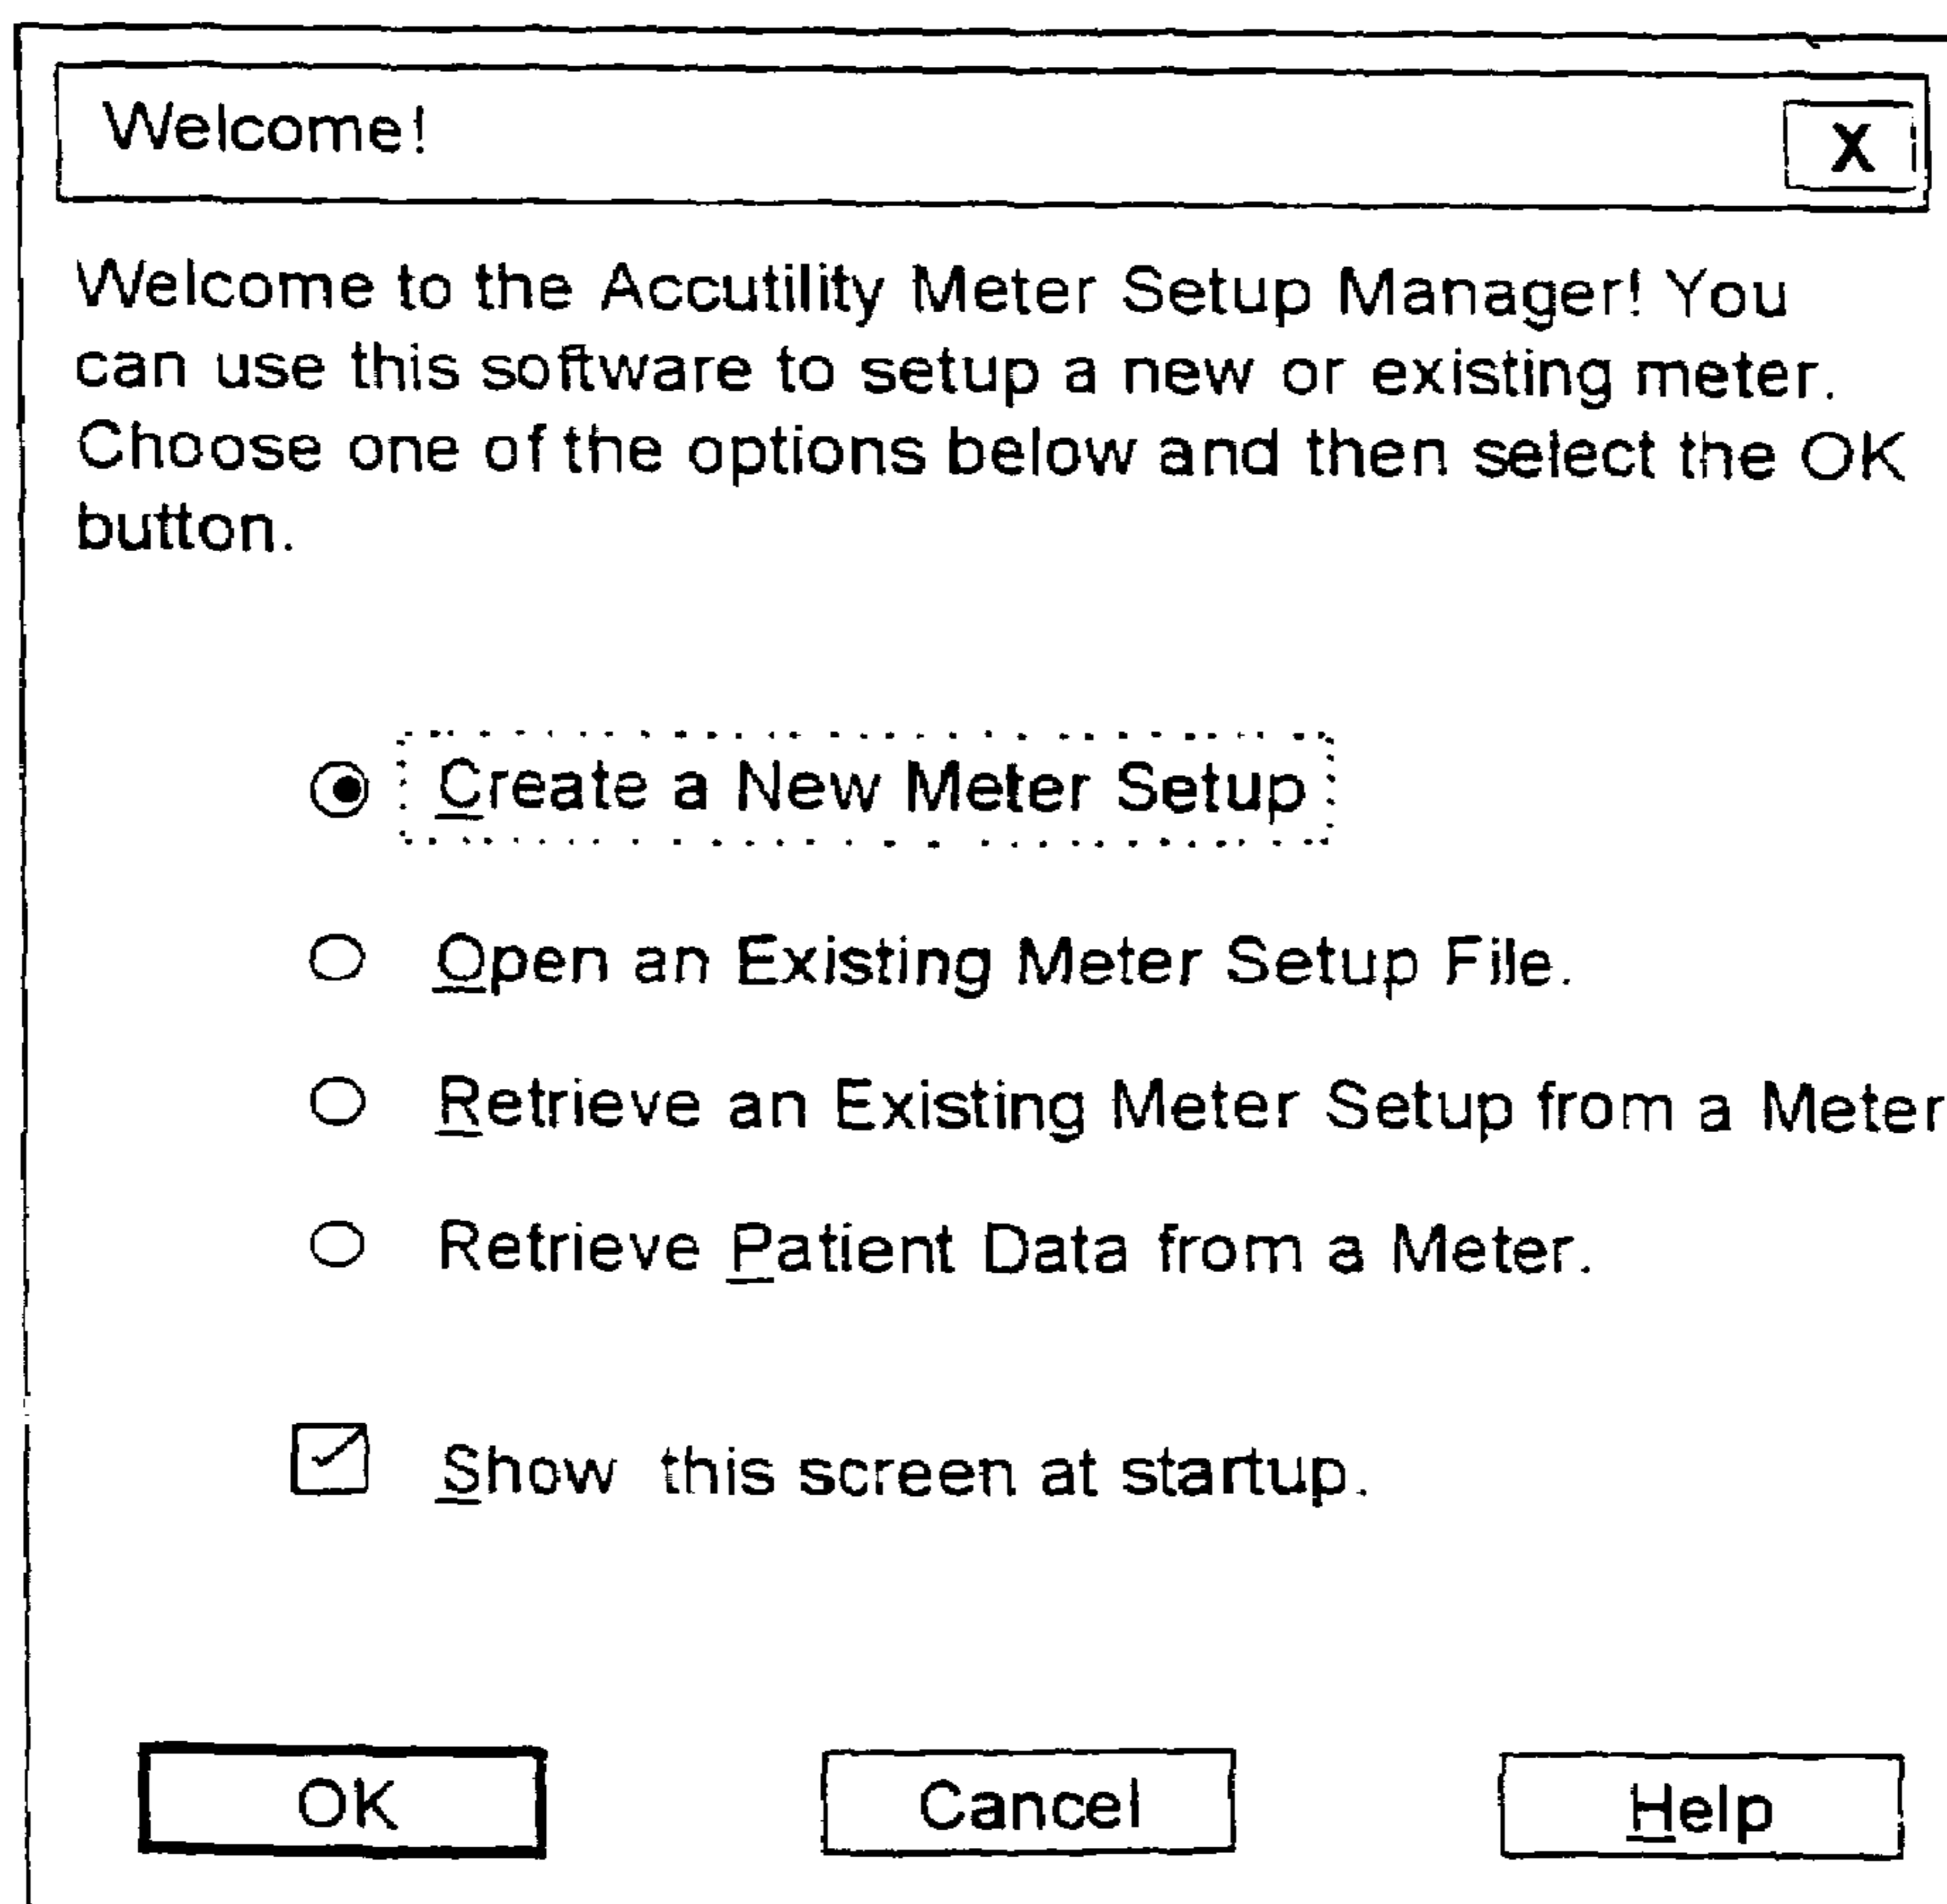 Welcome!
X
Welcome to the Accutility Meter Setup Manager! You
can use this software to setup a new or existing meter.
Choose one of the options below and then select the OK
button.
Create a New Meter Setup
Open an Existing Meter Setup File.
Retrieve an Existing Meter Setup from a Meter
Retrieve Patient Data from a Meter.
Show this screen at startup.
OK Cancel Help